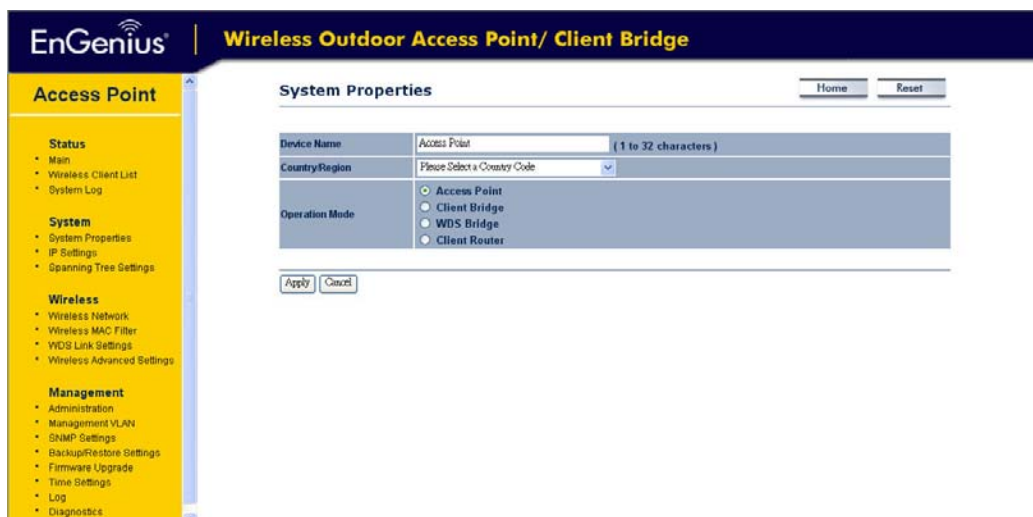 EnGenius
Wireless Outdoor Access Point/ Client Bridge
Access Point
Status
Main
Wireless Client List
System Log
System
System Properties
IP Settings
Spanning Tree Settings
Wireless
Wireless Network
Wireless MAC Filter
WDS Link Settings
Wireless Advanced Settings
Management
Administration
Management VLAN
SNMP Settings
Backup/Restore Settings
Firmware Upgrade
Time Settings
Log
Diagnostics
System Properties
Home Reset
Device Name Access Point ( 1 to 32 characters )
Country/Region Please Select a Country Code
Operation Mode
Access Point
Client Bridge
WDS Bridge
Client Router
Apply Cancel